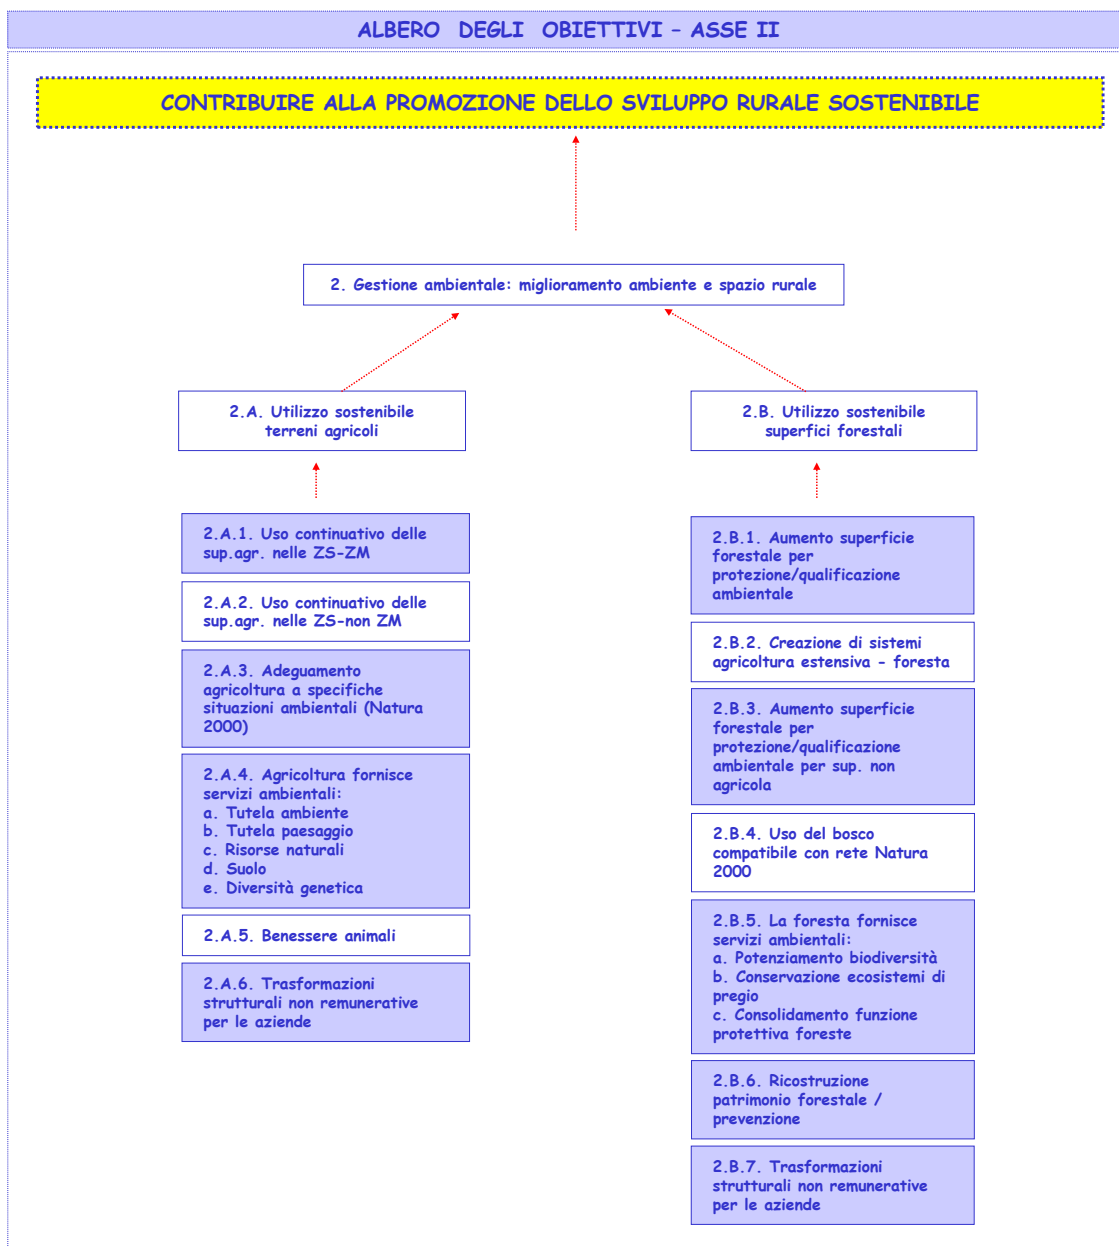 ALBERO DEGLI OBIETTIVI – ASSE II
CONTRIBUIRE ALLA PROMOZIONE DELLO SVILUPPO RURALE SOSTENIBILE
2. Gestione ambientale: miglioramento ambiente e spazio rurale
2.A. Utilizzo sostenibile
terreni agricoli
2.A.1. Uso continuativo delle
sup.agr. nelle ZS-ZM
2.A.2. Uso continuativo delle
sup.agr. nelle ZS-non ZM
2.A.3. Adeguamento
agricoltura a specifiche
situazioni ambientali (Natura
2000)
2.A.4. Agricoltura fornisce
servizi ambientali:
a. Tutela ambiente
b. Tutela paesaggio
c. Risorse naturali
d. Suolo
e. Diversità genetica
2.A.5. Benessere animali
2.A.6. Trasformazioni
strutturali non remunerative
per le aziende
2.B. Utilizzo sostenibile
superfici forestali
2.B.1. Aumento superficie
forestale per
protezione/qualificazione
ambientale
2.B.2. Creazione di sistemi
agricoltura estensiva – foresta
2.B.3. Aumento superficie
forestale per
protezione/qualificazione
ambientale per sup. non
agricola
2.B.4. Uso del bosco
compatibile con rete Natura
2000
2.B.5. La foresta fornisce
servizi ambientali:
a. Potenziamento biodiversità
b. Conservazione ecosistemi di
pregio
c. Consolidamento funzione
protettiva foreste
2.B.6. Ricostruzione
patrimonio forestale /
prevenzione
2.B.7. Trasformazioni
strutturali non remunerative
per le aziende